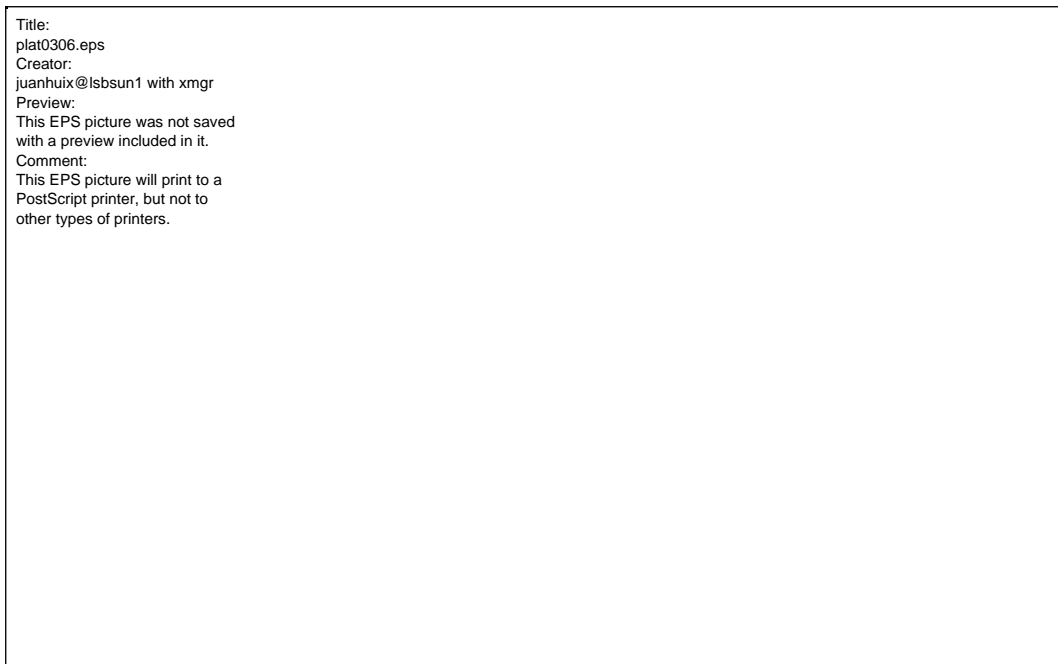 Title:
plat0306.eps
Creator:
juanhuix@lsbsun1 with xmgr
Preview:
This EPS picture was not saved
with a preview included in it.
Comment:
This EPS picture will print to a
PostScript printer, but not to
other types of printers.